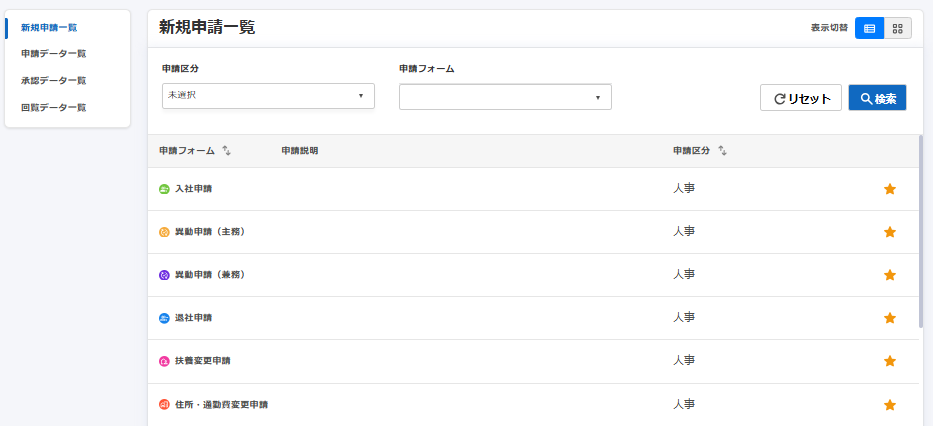 新規申請一覧
申請データ一覧
承認データ一覧
回覧データ一覧
新規申請一覧
表示切替
申請区分
申請フォーム
未選択
リセット
検索
申請フォーム 申請説明 申請区分
入社申請 人事
異動申請（主務） 人事
異動申請（兼務） 人事
退社申請 人事
扶養変更申請 人事
住所・通勤費変更申請 人事